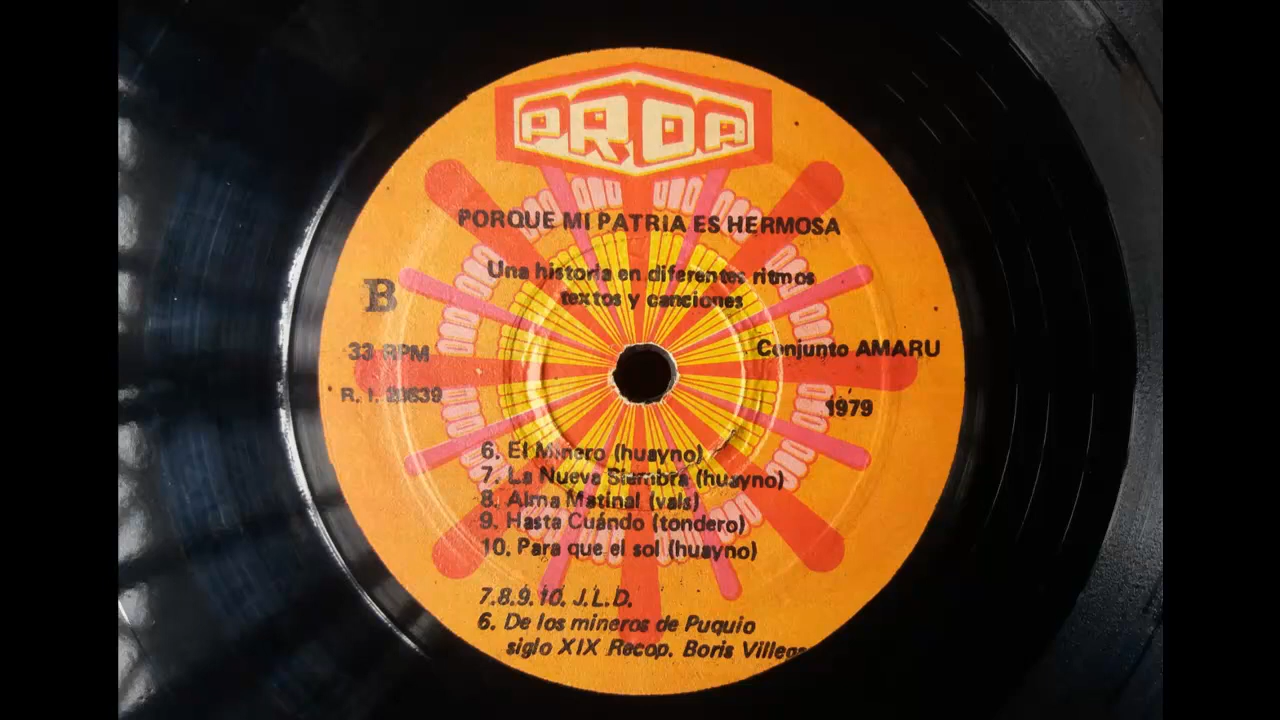 PRODA
PORQUE MI PATRIA ES HERMOSA
Una historia en diferentes ritmos
textos y canciones
B
33 RPM
Conjunto AMARU
R. I.
1979
6. El Minero (huayno)
7. La Nueva Siembra (huayno)
8. Alma Matinal (vals)
9. Hasta Cuándo (tondero)
10. Para que el sol (huayno)
7.8.9.10. J.L.D.
6. De los mineros de Puquio
siglo XIX Recop. Boris Villegas